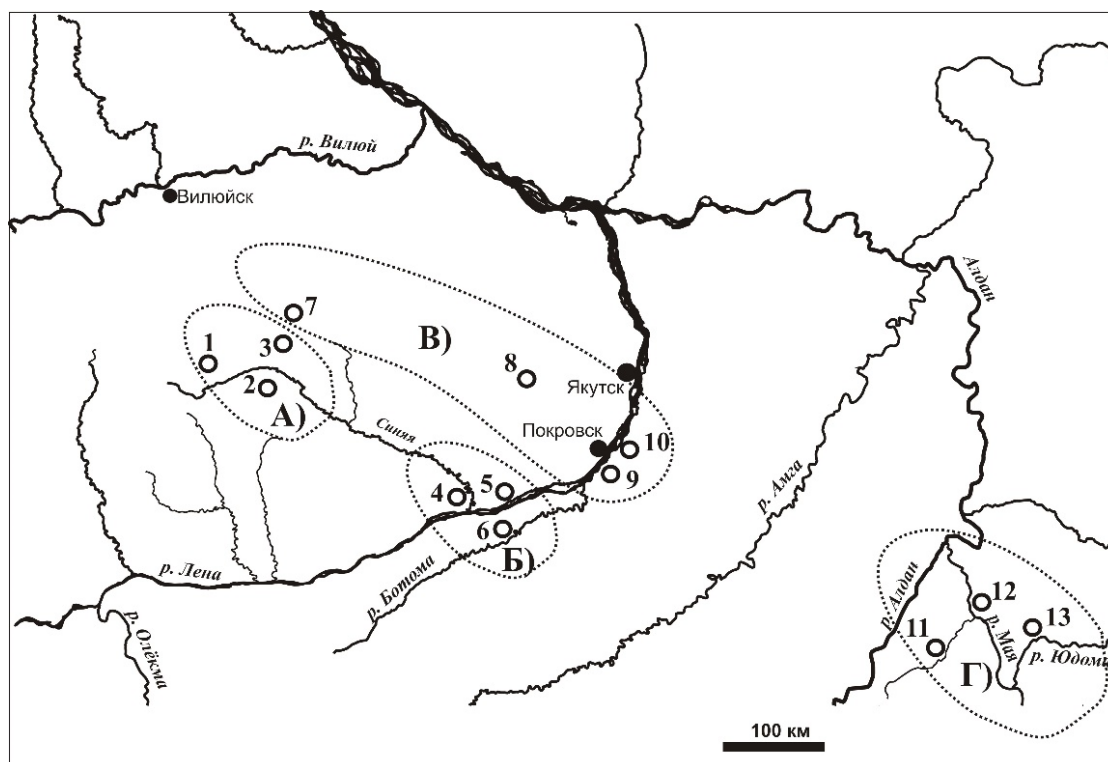 р. Вилюй
Вилюйск
Алдан
7
В)
1
3
8
Якутск
2
А)
Покровск
10
Синяя
9
р. Амга
4
5
6
Б)
р. Лена
р. Ботома
р. Алдан
12
13
р. Олёкма
11
р. Мая
р. Юдома
Г)
100 км